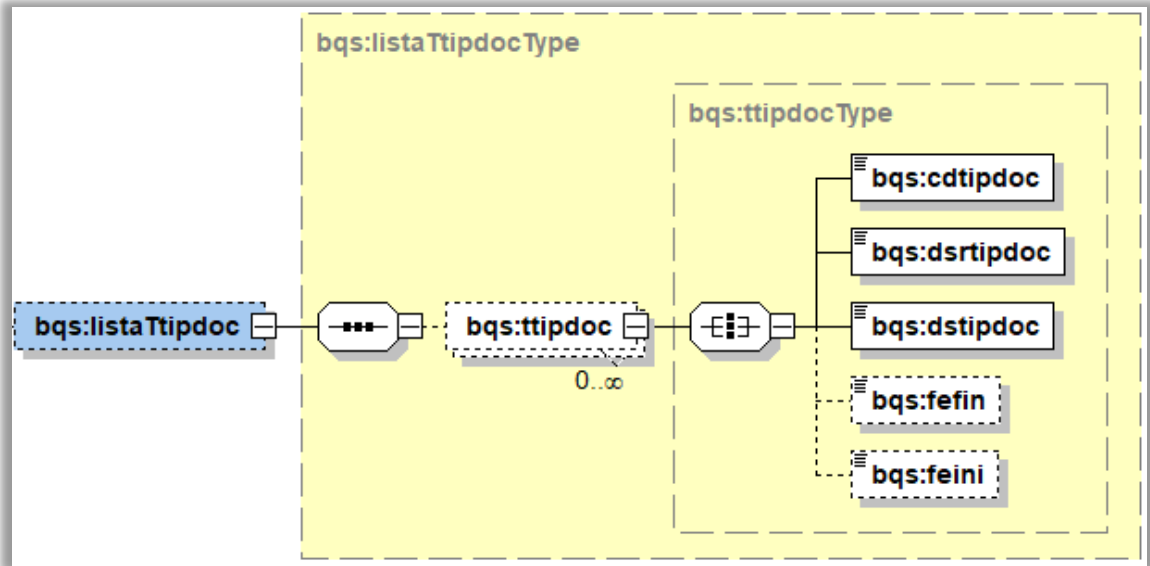 bqs:listaTtipdocType
bqs:ttipdocType
bqs:cdtipdoc
bqs:dsrtipdoc
bqs:listaTtipdoc
bqs:ttipdoc
0..∞
bqs:dstipdoc
bqs:fefin
bqs:feini